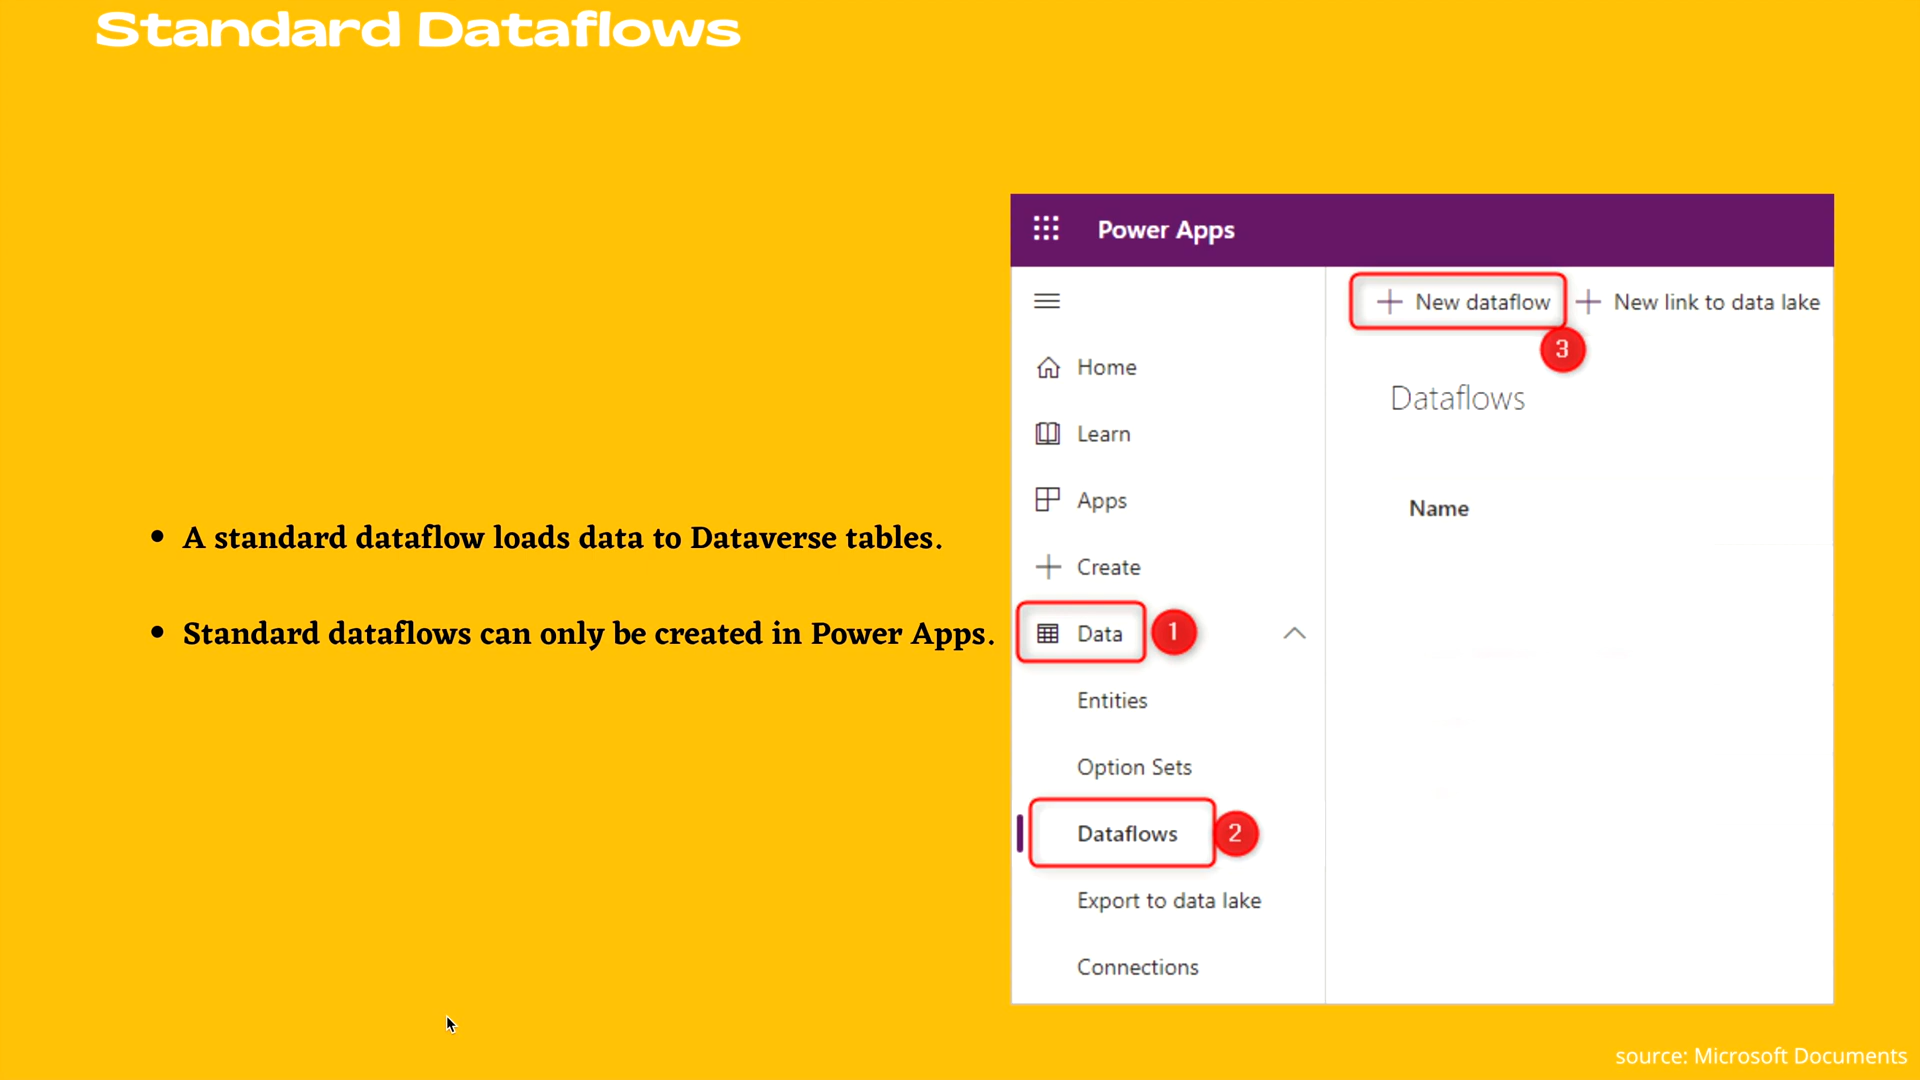 Standard Dataflows
• A standard dataflow loads data to Dataverse tables.
• Standard dataflows can only be created in Power Apps.
Power Apps
New dataflow
New link to data lake
3
Home
Dataflows
Learn
Apps
Name
Create
Data
1
Entities
Option Sets
Dataflows
2
Export to data lake
Connections
source: Microsoft Documents